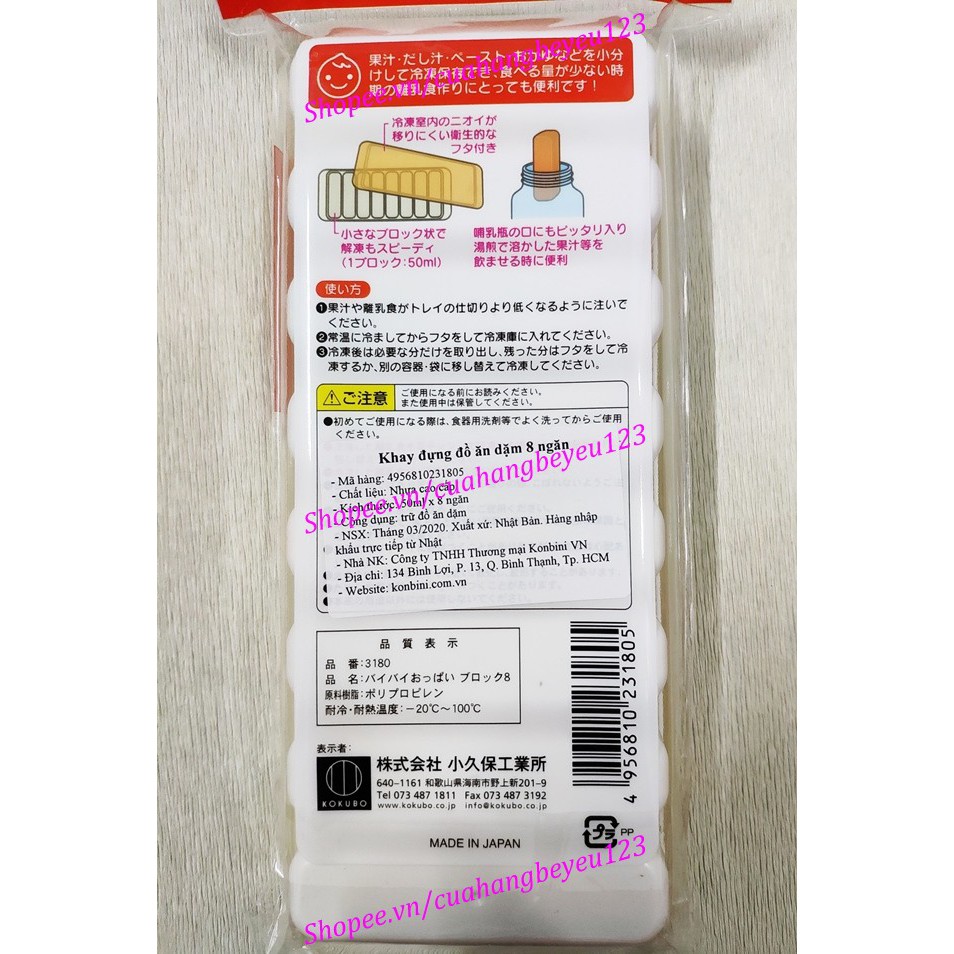 果汁・だし汁・ペースト、おかゆなどを小分
けして冷凍保存でき、食べる量が少ない時
期の離乳食作りにとっても便利です！
Shopee.vn/cuahangbeyeu123
冷凍室内のニオイが
移りにくい衛生的な
フタ付き
小さなブロック状で
解凍もスピーディ
（1ブロック：50ml）
哺乳瓶の口にもピッタリ入り
湯煎で溶かした果汁等を
飲ませる時に便利
使い方
❶果汁や離乳食がトレイの仕切りより低くなるように注いで
ください。
❷常温に冷ましてからフタをして冷凍庫に入れてください。
❸冷凍後は必要な分だけを取り出し、残った分はフタをして冷
凍するか、別の容器・袋に移し替えて冷凍してください。
ご注意
ご使用になる前にお読みください。
また使用中は保管してください。
●初めてご使用になる際は、食器用洗剤等でよく洗ってからご使用
ください。
Khay đựng đồ ăn dặm 8 ngăn
- Mã hàng: 4956810231805
- Chất liệu: Nhựa cao cấp
- Kích thước: 50ml x 8 ngăn
Shopee.vn/cuahangbeyeu123
- Công dụng: trữ đồ ăn dặm
- NSX: Tháng 03/2020. Xuất xứ: Nhật Bản. Hàng nhập
khẩu trực tiếp từ Nhật
- Nhà NK: Công ty TNHH Thương mại Konbini VN
- Địa chỉ: 134 Bình Lợi, P. 13, Q. Bình Thạnh, Tp. HCM
- Website: konbini.com.vn
品質表示
品 番：3180
品 名：バイバイおっぱい ブロック8
原料樹脂：ポリプロピレン
耐冷・耐熱温度：－20℃～100℃
4 956810 231805
表示者：
KOKUBO
株式会社 小久保工業所
640-1161 和歌山県海南市野上新201-9
Tel 073 487 1811 Fax 073 487 3192
www.kokubo.co.jp info@kokubo.co.jp
プラ PP
MADE IN JAPAN
Shopee.vn/cuahangbeyeu123